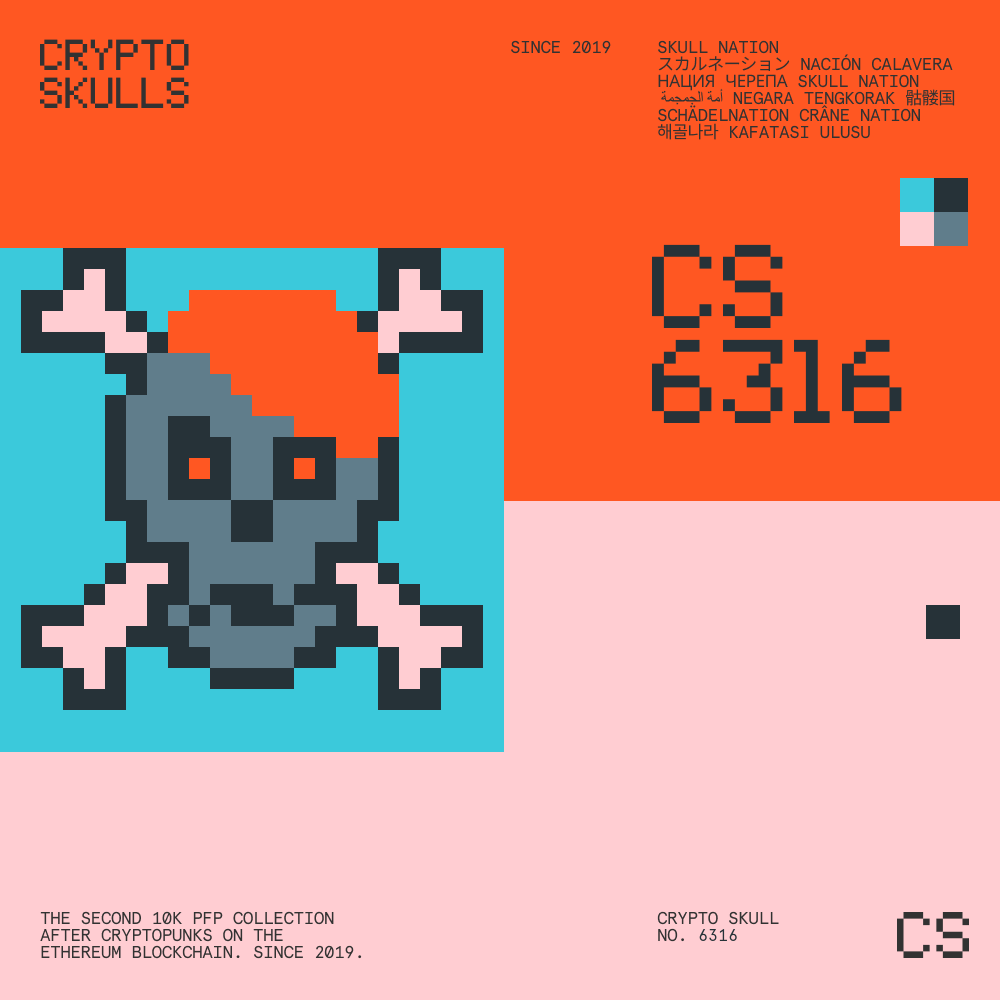 CRYPTO
SKULLS
SINCE 2019
SKULL NATION
スカルネーション NACIÓN CALAVERA
НАЦИЯ ЧЕРЕПА SKULL NATION
أمة الجمجمة NEGARA TENGKORAK 骷髅国
SCHÄDELNATION CRÂNE NATION
해골나라 KAFATASI ULUSU
CS
6316
THE SECOND 10K PFP COLLECTION
AFTER CRYPTOPUNKS ON THE
ETHEREUM BLOCKCHAIN. SINCE 2019.
CRYPTO SKULL
NO. 6316
CS